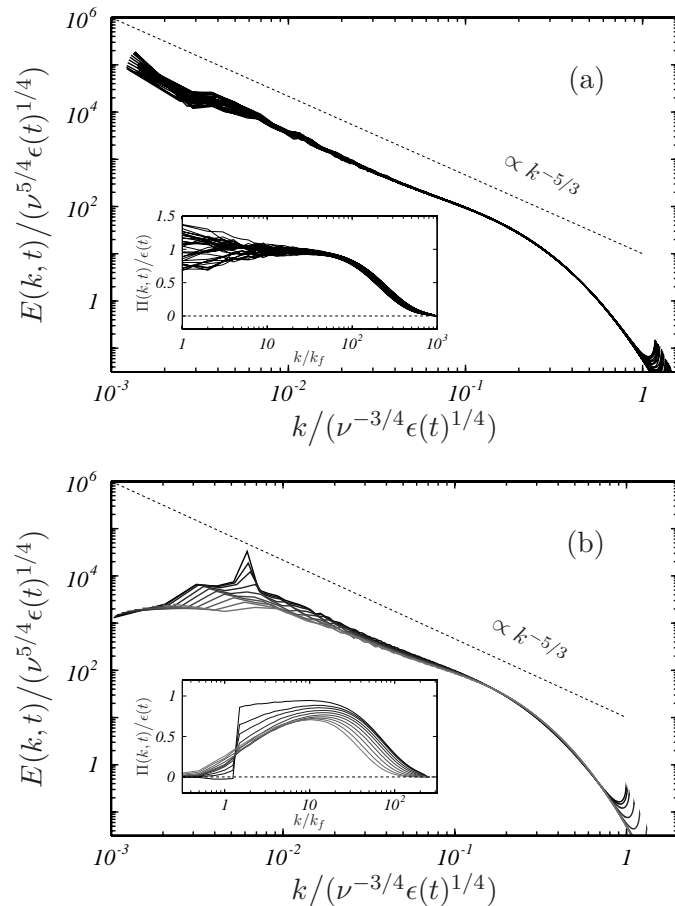 (a)
E(k, t)/(ν^{5/4}ϵ(t)^{1/4})
10^6
10^4
10^2
1
∝ k^{-5/3}
Π(k, t)/ϵ(t)
1.5
1
0.5
0
1 10 10^2 10^3
k/k_f
10^{-3} 10^{-2} 10^{-1} 1
k/(ν^{-3/4}ϵ(t)^{1/4})
(b)
E(k, t)/(ν^{5/4}ϵ(t)^{1/4})
10^6
10^4
10^2
1
∝ k^{-5/3}
Π(k, t)/ϵ(t)
1
0.5
0
1 10 10^2
k/k_f
10^{-3} 10^{-2} 10^{-1} 1
k/(ν^{-3/4}ϵ(t)^{1/4})